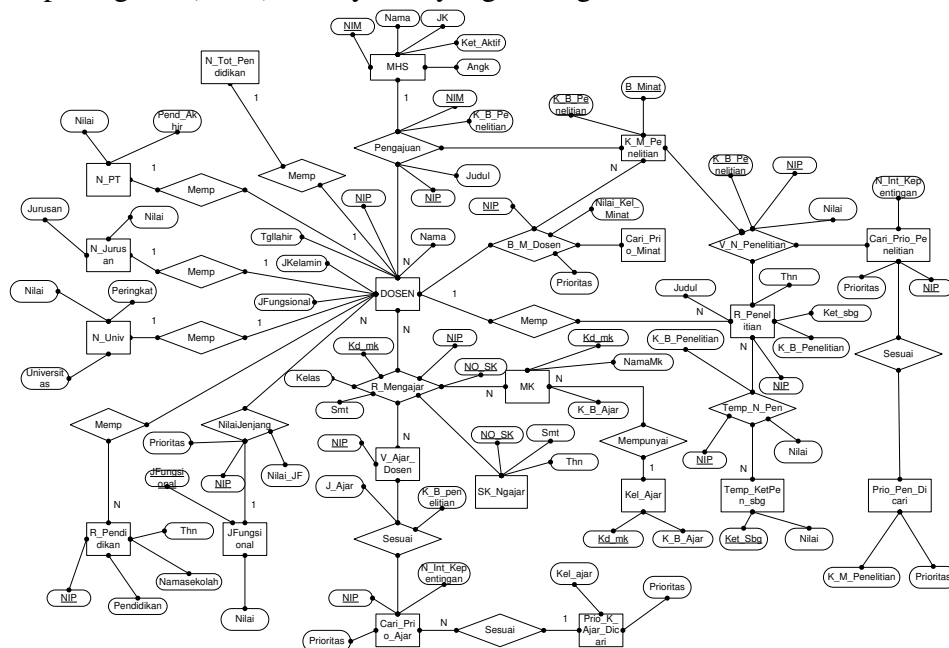 NIM
Nama
JK
Ket_Aktif
MHS
Angk
N_Tot_Pen
didikan
1
1
NIM
K_B_Pe
nelitian
Pengajuan
Judul
NIP
B_Minat
K_B_Pe
nelitian
K_M_Pe
nelitian
N
Nilai
Pend_Ak
hir
N_PT
1
Memp
1
Memp
1
NIP
K_B_Pe
nelitian
NIP
Nilai
V_N_Penelitian
N_Int_Kep
entingan
Cari_Prio_Pe
nelitian
Prioritas
NIP
NIP
Nilai_Kel_
Minat
B_M_Dosen
Cari_Pri
o_Minat
Prioritas
Jurusan
Nilai
N_Jurus
an
1
Memp
1
Tgllahir
JKelamin
JFungsional
Nama
N
DOSEN
N
N
N
1
Memp
N
Judul
Thn
R_Penel
itian
Ket_sbg
K_B_Penelitian
NIP
N
Nilai
Peringkat
N_Univ
1
Memp
1
Universit
as
Kd_mk
NIP
Kelas
R_Mengajar
NO_SK
Smt
N
N
Kd_mk
NamaMk
MK
N
K_B_Ajar
K_B_Penelitian
Sesuai
Memp
N
NilaiJenjang
Prioritas
NIP
Nilai_JF
1
JFungsi
onal
JFungsi
onal
Nilai
NIP
V_Ajar_
Dosen
NO_SK
Smt
Thn
SK_Ngajar
Mempunyai
1
Kel_Ajar
Kd_mk
K_B_Ajar
Temp_N_Pen
NIP
Nilai
N
Temp_KetPe
n_sbg
Ket_Sbg
Nilai
Prio_Pen_Di
cari
K_M_Penelitian
Prioritas
R_Pendi
dikan
Thn
Namasekolah
NIP
Pendidikan
J_Ajar
K_B_pen
elitian
Sesuai
NIP
N_Int_Kep
entingan
Cari_Pri
o_Ajar
Prioritas
N
Sesuai
1
Kel_ajar
Prioritas
Prio_K_
Ajar_Dic
ari